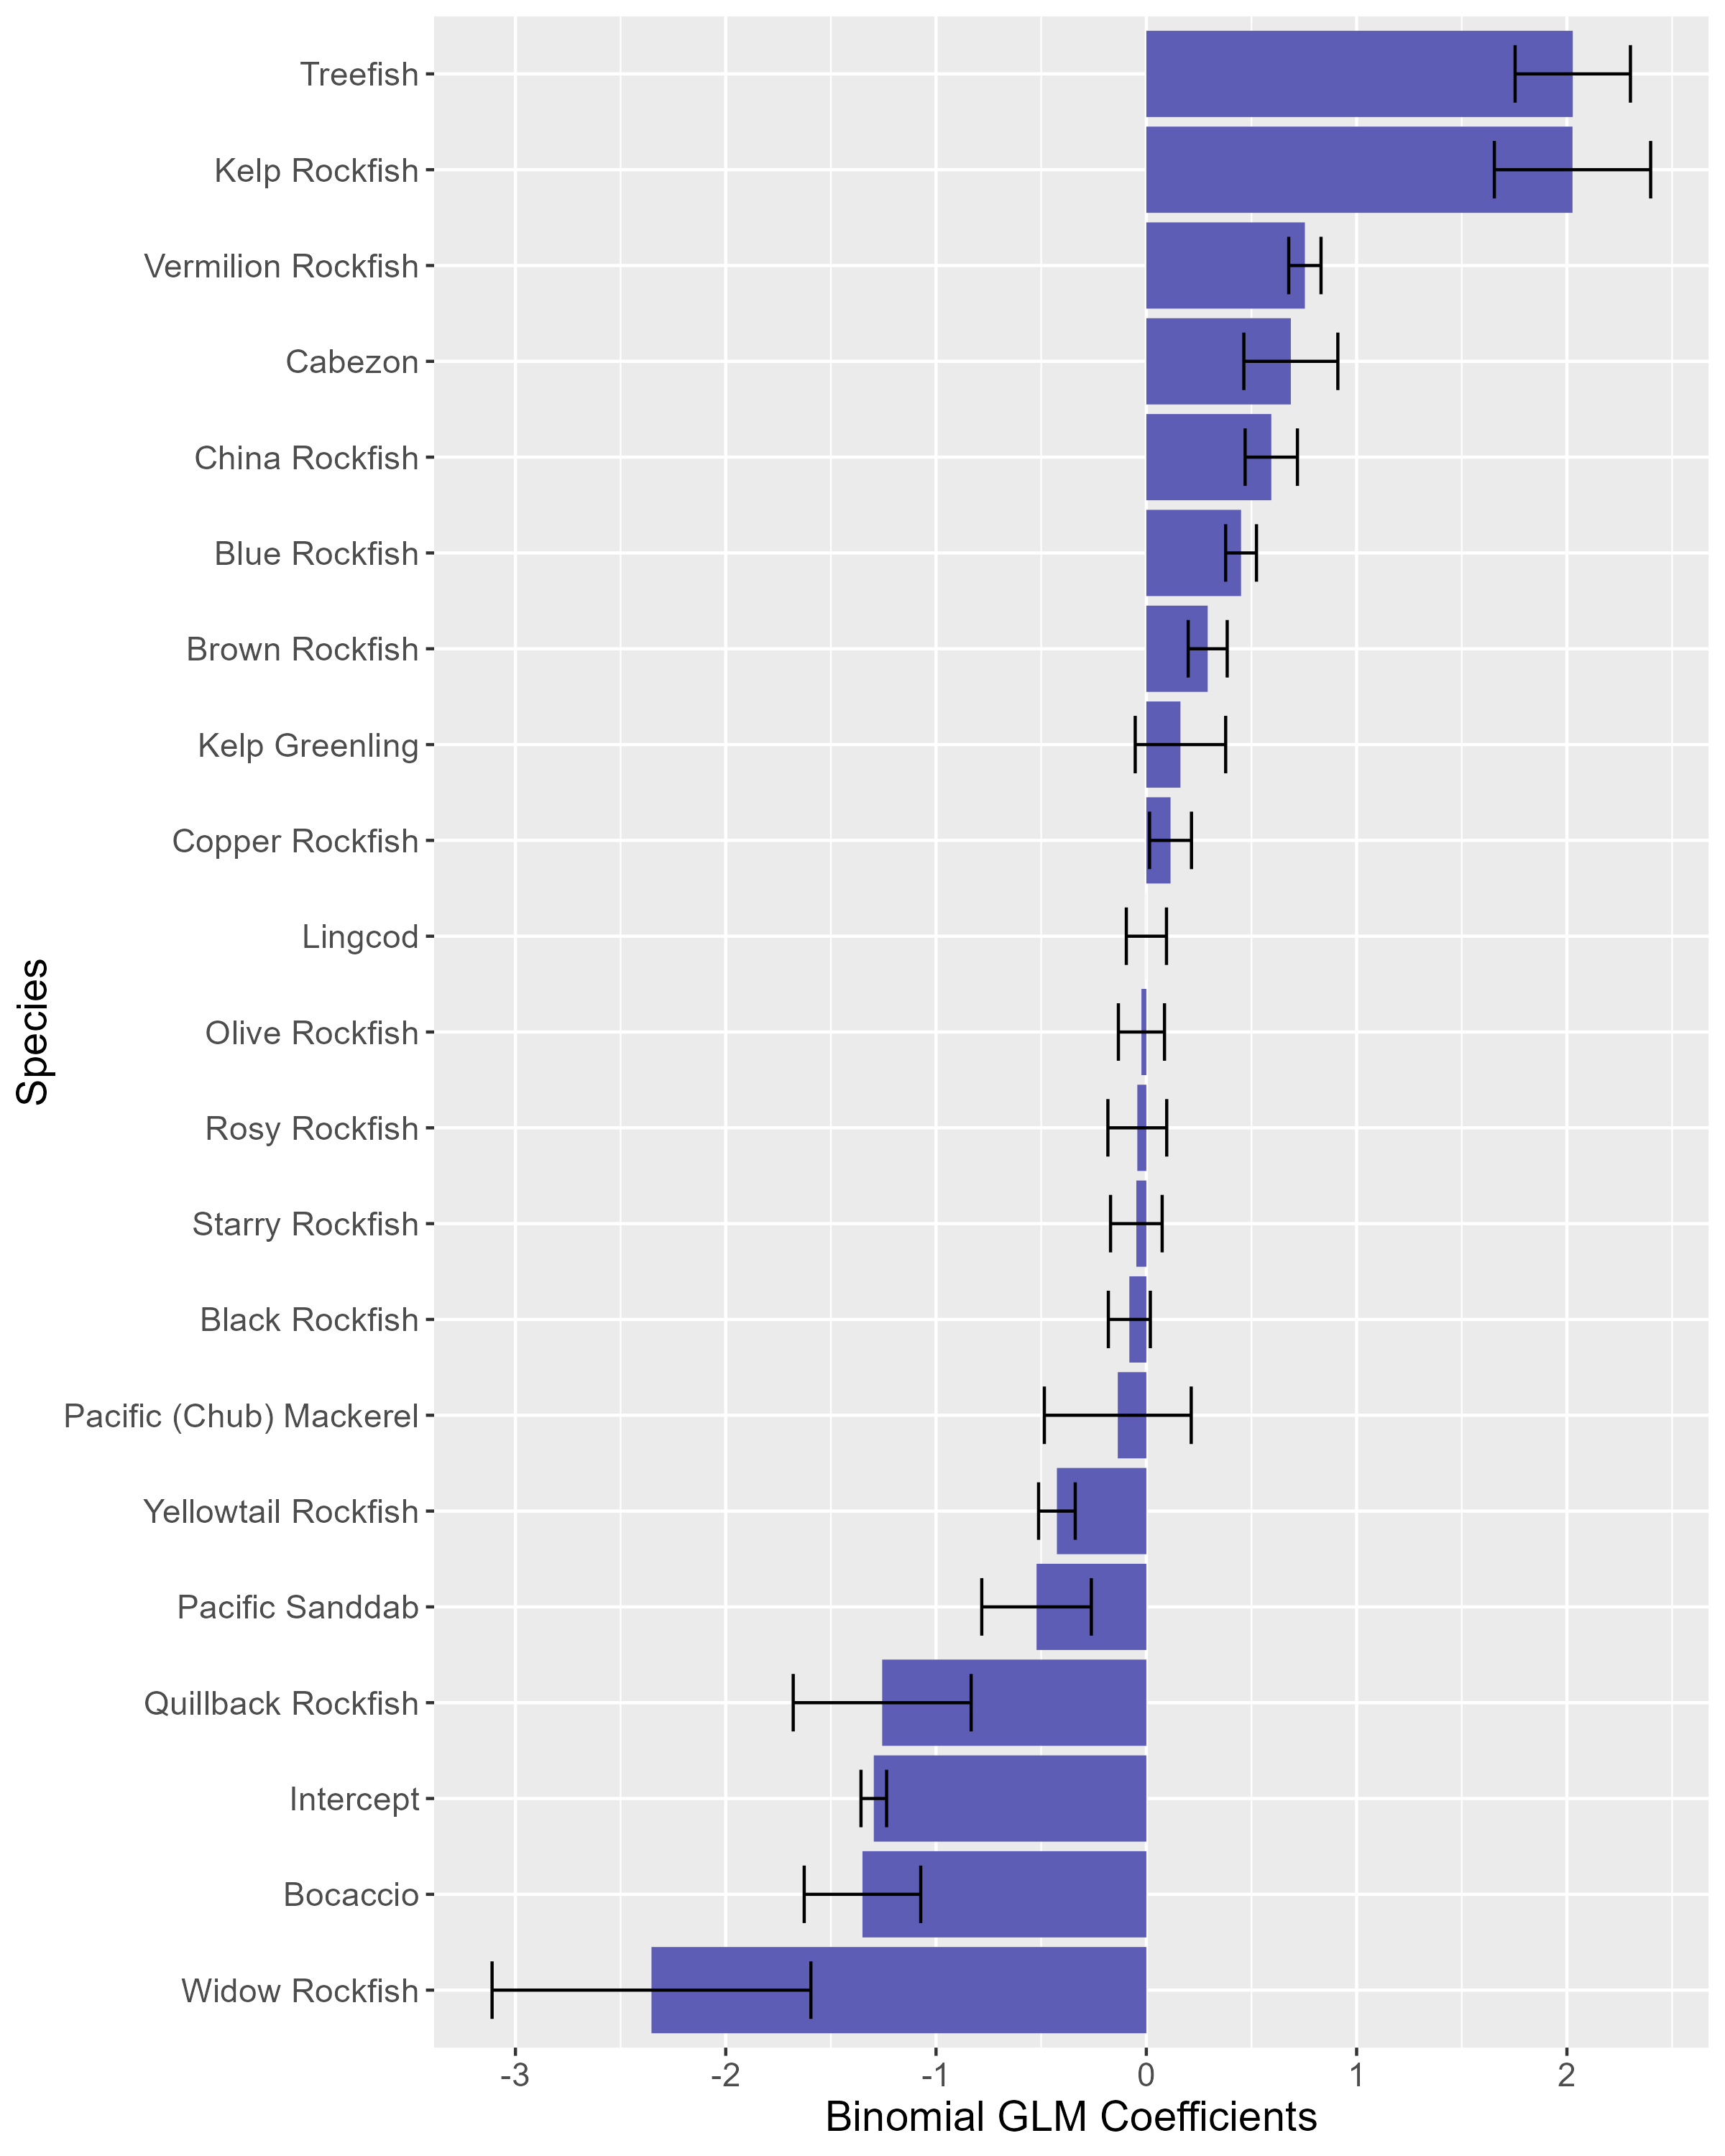 Treefish
Kelp Rockfish
Vermilion Rockfish
Cabezon
China Rockfish
Blue Rockfish
Brown Rockfish
Kelp Greenling
Copper Rockfish
Lingcod
Olive Rockfish
Rosy Rockfish
Starry Rockfish
Black Rockfish
Pacific (Chub) Mackerel
Yellowtail Rockfish
Pacific Sanddab
Quillback Rockfish
Intercept
Bocaccio
Widow Rockfish
Species
-3 -2 -1 0 1 2
Binomial GLM Coefficients